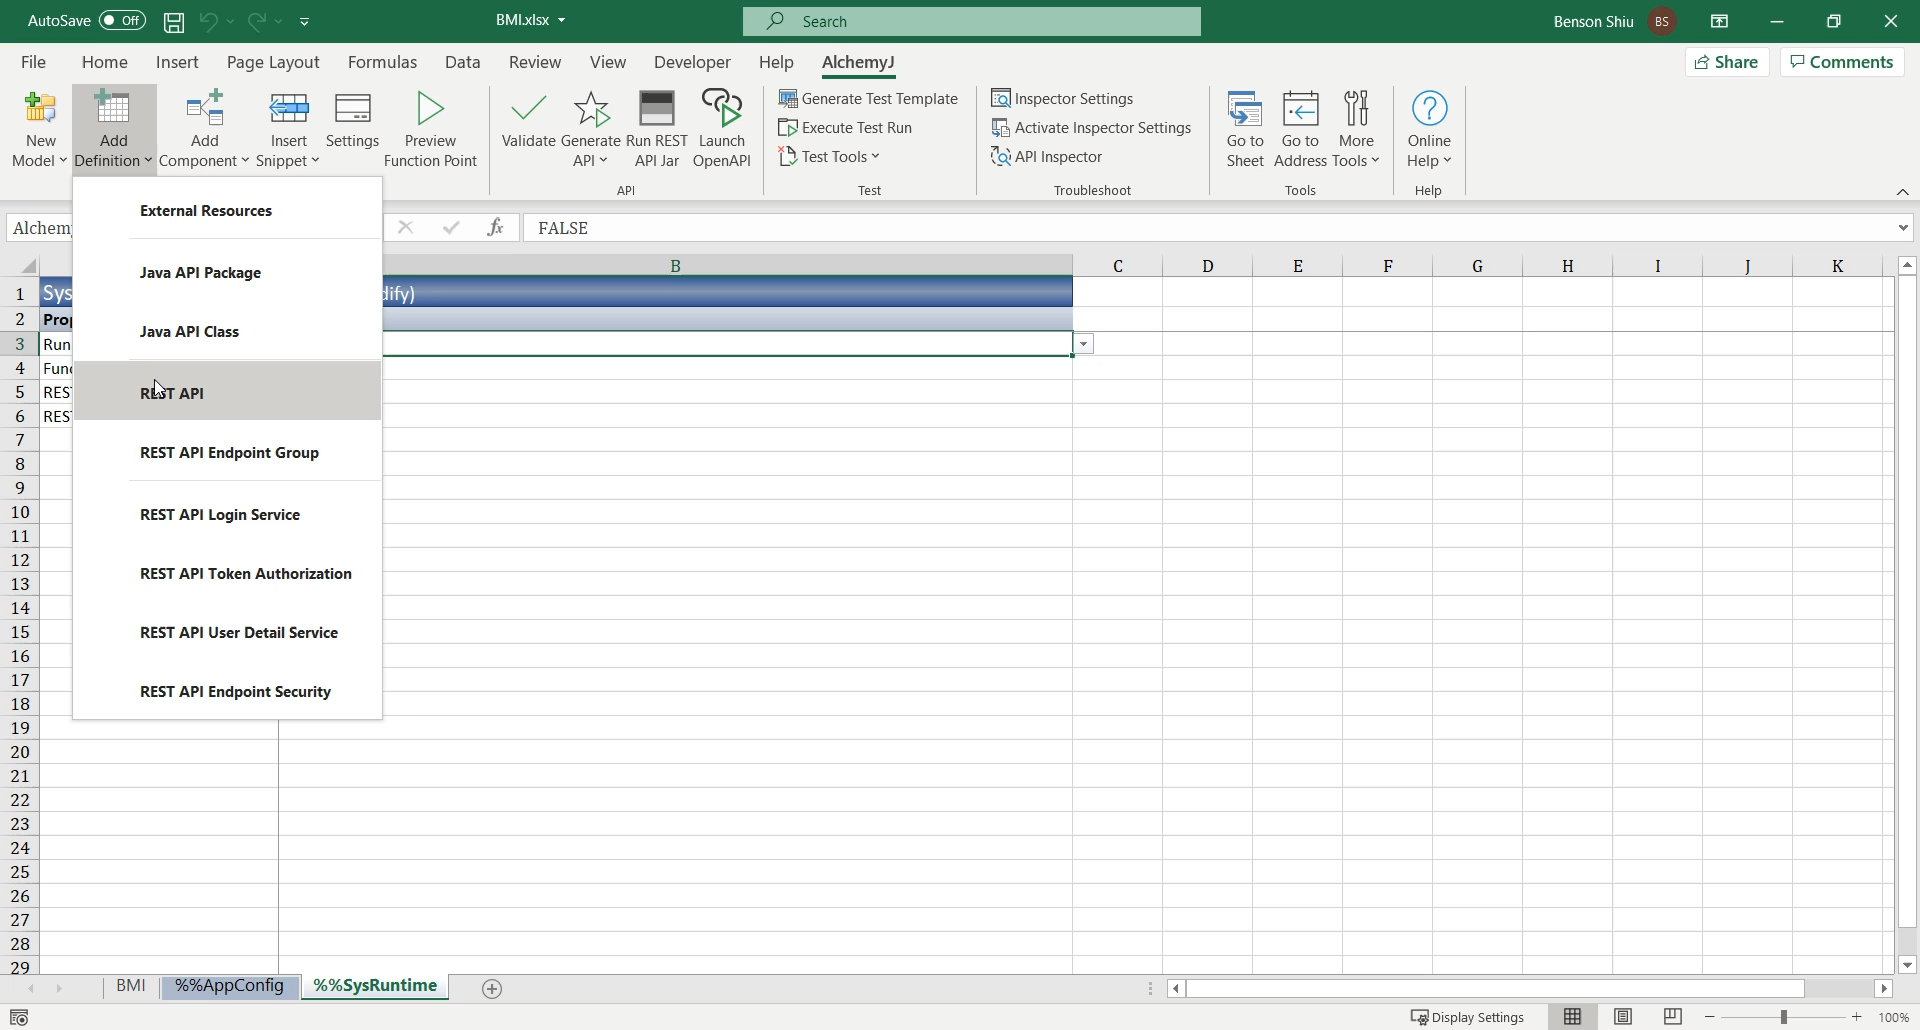 AutoSave Off BMI.xlsx Search Benson Shiu BS
File Home Insert Page Layout Formulas Data Review View Developer Help AlchemyJ Share Comments
New Model
Add Definition
Add Component
Insert Snippet
Settings
Preview Function Point
Validate
Generate API
Run REST API Jar
Launch OpenAPI
API
Generate Test Template
Execute Test Run
Test Tools
Test
Inspector Settings
Activate Inspector Settings
API Inspector
Troubleshoot
Go to Sheet
Go to Address
More Tools
Tools
Online Help
Help
fx FALSE
External Resources
Java API Package
Java API Class
REST API
REST API Endpoint Group
REST API Login Service
REST API Token Authorization
REST API User Detail Service
REST API Endpoint Security
B C D E F G H I J K
1 Sys dify)
2
3 Run
4
5
6
7
8
9
10
11
12
13
14
15
16
17
18
19
20
21
22
23
24
25
26
27
28
29
BMI %%AppConfig %%SysRuntime
Display Settings 100%